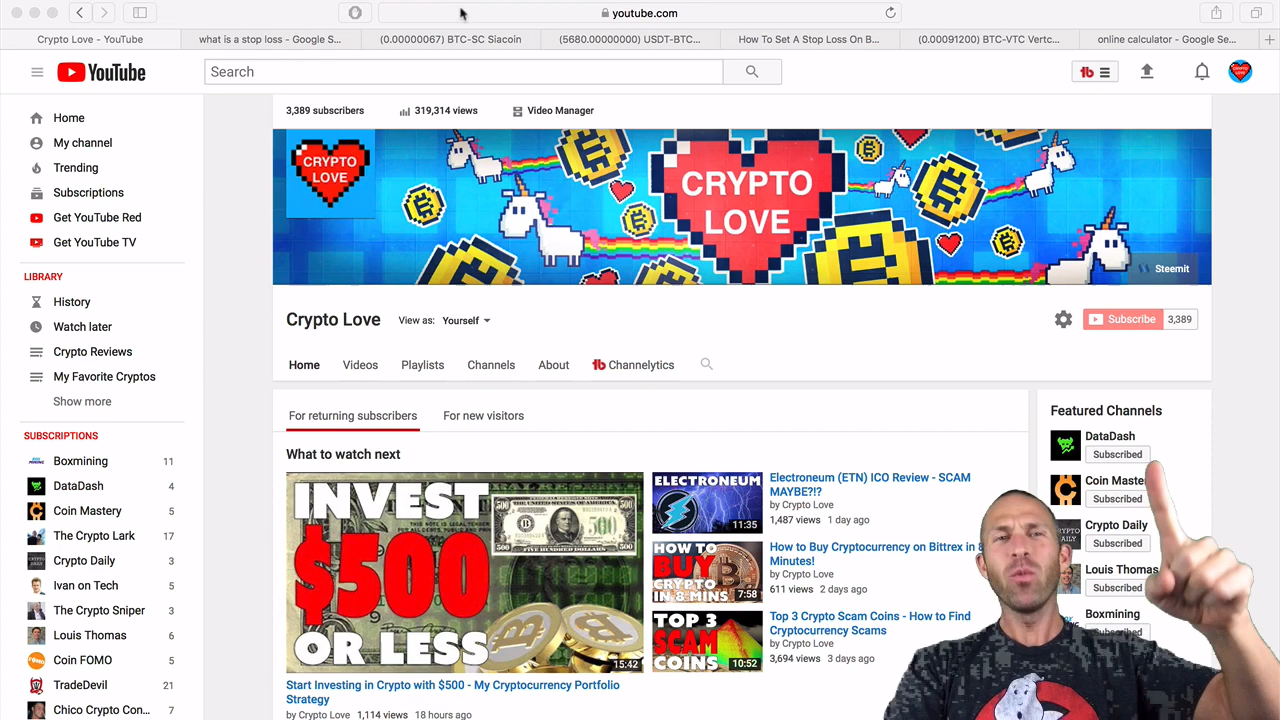 youtube.com
Crypto Love - YouTube
what is a stop loss - Google S...
(0.00000067) BTC-SC Siacoin
(5680.00000000) USDT-BTC...
How To Set A Stop Loss On B...
(0.00091200) BTC-VTC Vertc...
online calculator - Google Se...
YouTube
Search
tb
3,389 subscribers
319,314 views
Video Manager
Home
My channel
Trending
Subscriptions
Get YouTube Red
Get YouTube TV
LIBRARY
History
Watch later
Crypto Reviews
My Favorite Cryptos
Show more
SUBSCRIPTIONS
Boxmining 11
DataDash 4
Coin Mastery 5
The Crypto Lark 17
Crypto Daily 3
Ivan on Tech 5
The Crypto Sniper 3
Louis Thomas 6
Coin FOMO 5
TradeDevil 21
Chico Crypto Con... 7
CRYPTO
LOVE
CRYPTO
LOVE
Steemit
Crypto Love
View as: Yourself
Subscribe 3,389
Home
Videos
Playlists
Channels
About
tb Channelytics
For returning subscribers
For new visitors
What to watch next
INVEST
$500
OR LESS
15:42
Start Investing in Crypto with $500 - My Cryptocurrency Portfolio
Strategy
by Crypto Love 1,114 views 18 hours ago
ELECTRONEUM
11:35
Electroneum (ETN) ICO Review - SCAM
MAYBE?!?
by Crypto Love
1,487 views 1 day ago
HOW TO
BUY
CRYPTO
IN 8 MINS
7:58
How to Buy Cryptocurrency on Bittrex in 8
Minutes!
by Crypto Love
611 views 2 days ago
TOP 3
SCAM
COINS
10:52
Top 3 Crypto Scam Coins - How to Find
Cryptocurrency Scams
by Crypto Love
3,694 views 3 days ago
Featured Channels
DataDash
Subscribed
Coin Maste
Subscribed
Crypto Daily
Subscribed
Louis Thomas
Subscribed
Boxmining
Subscribed